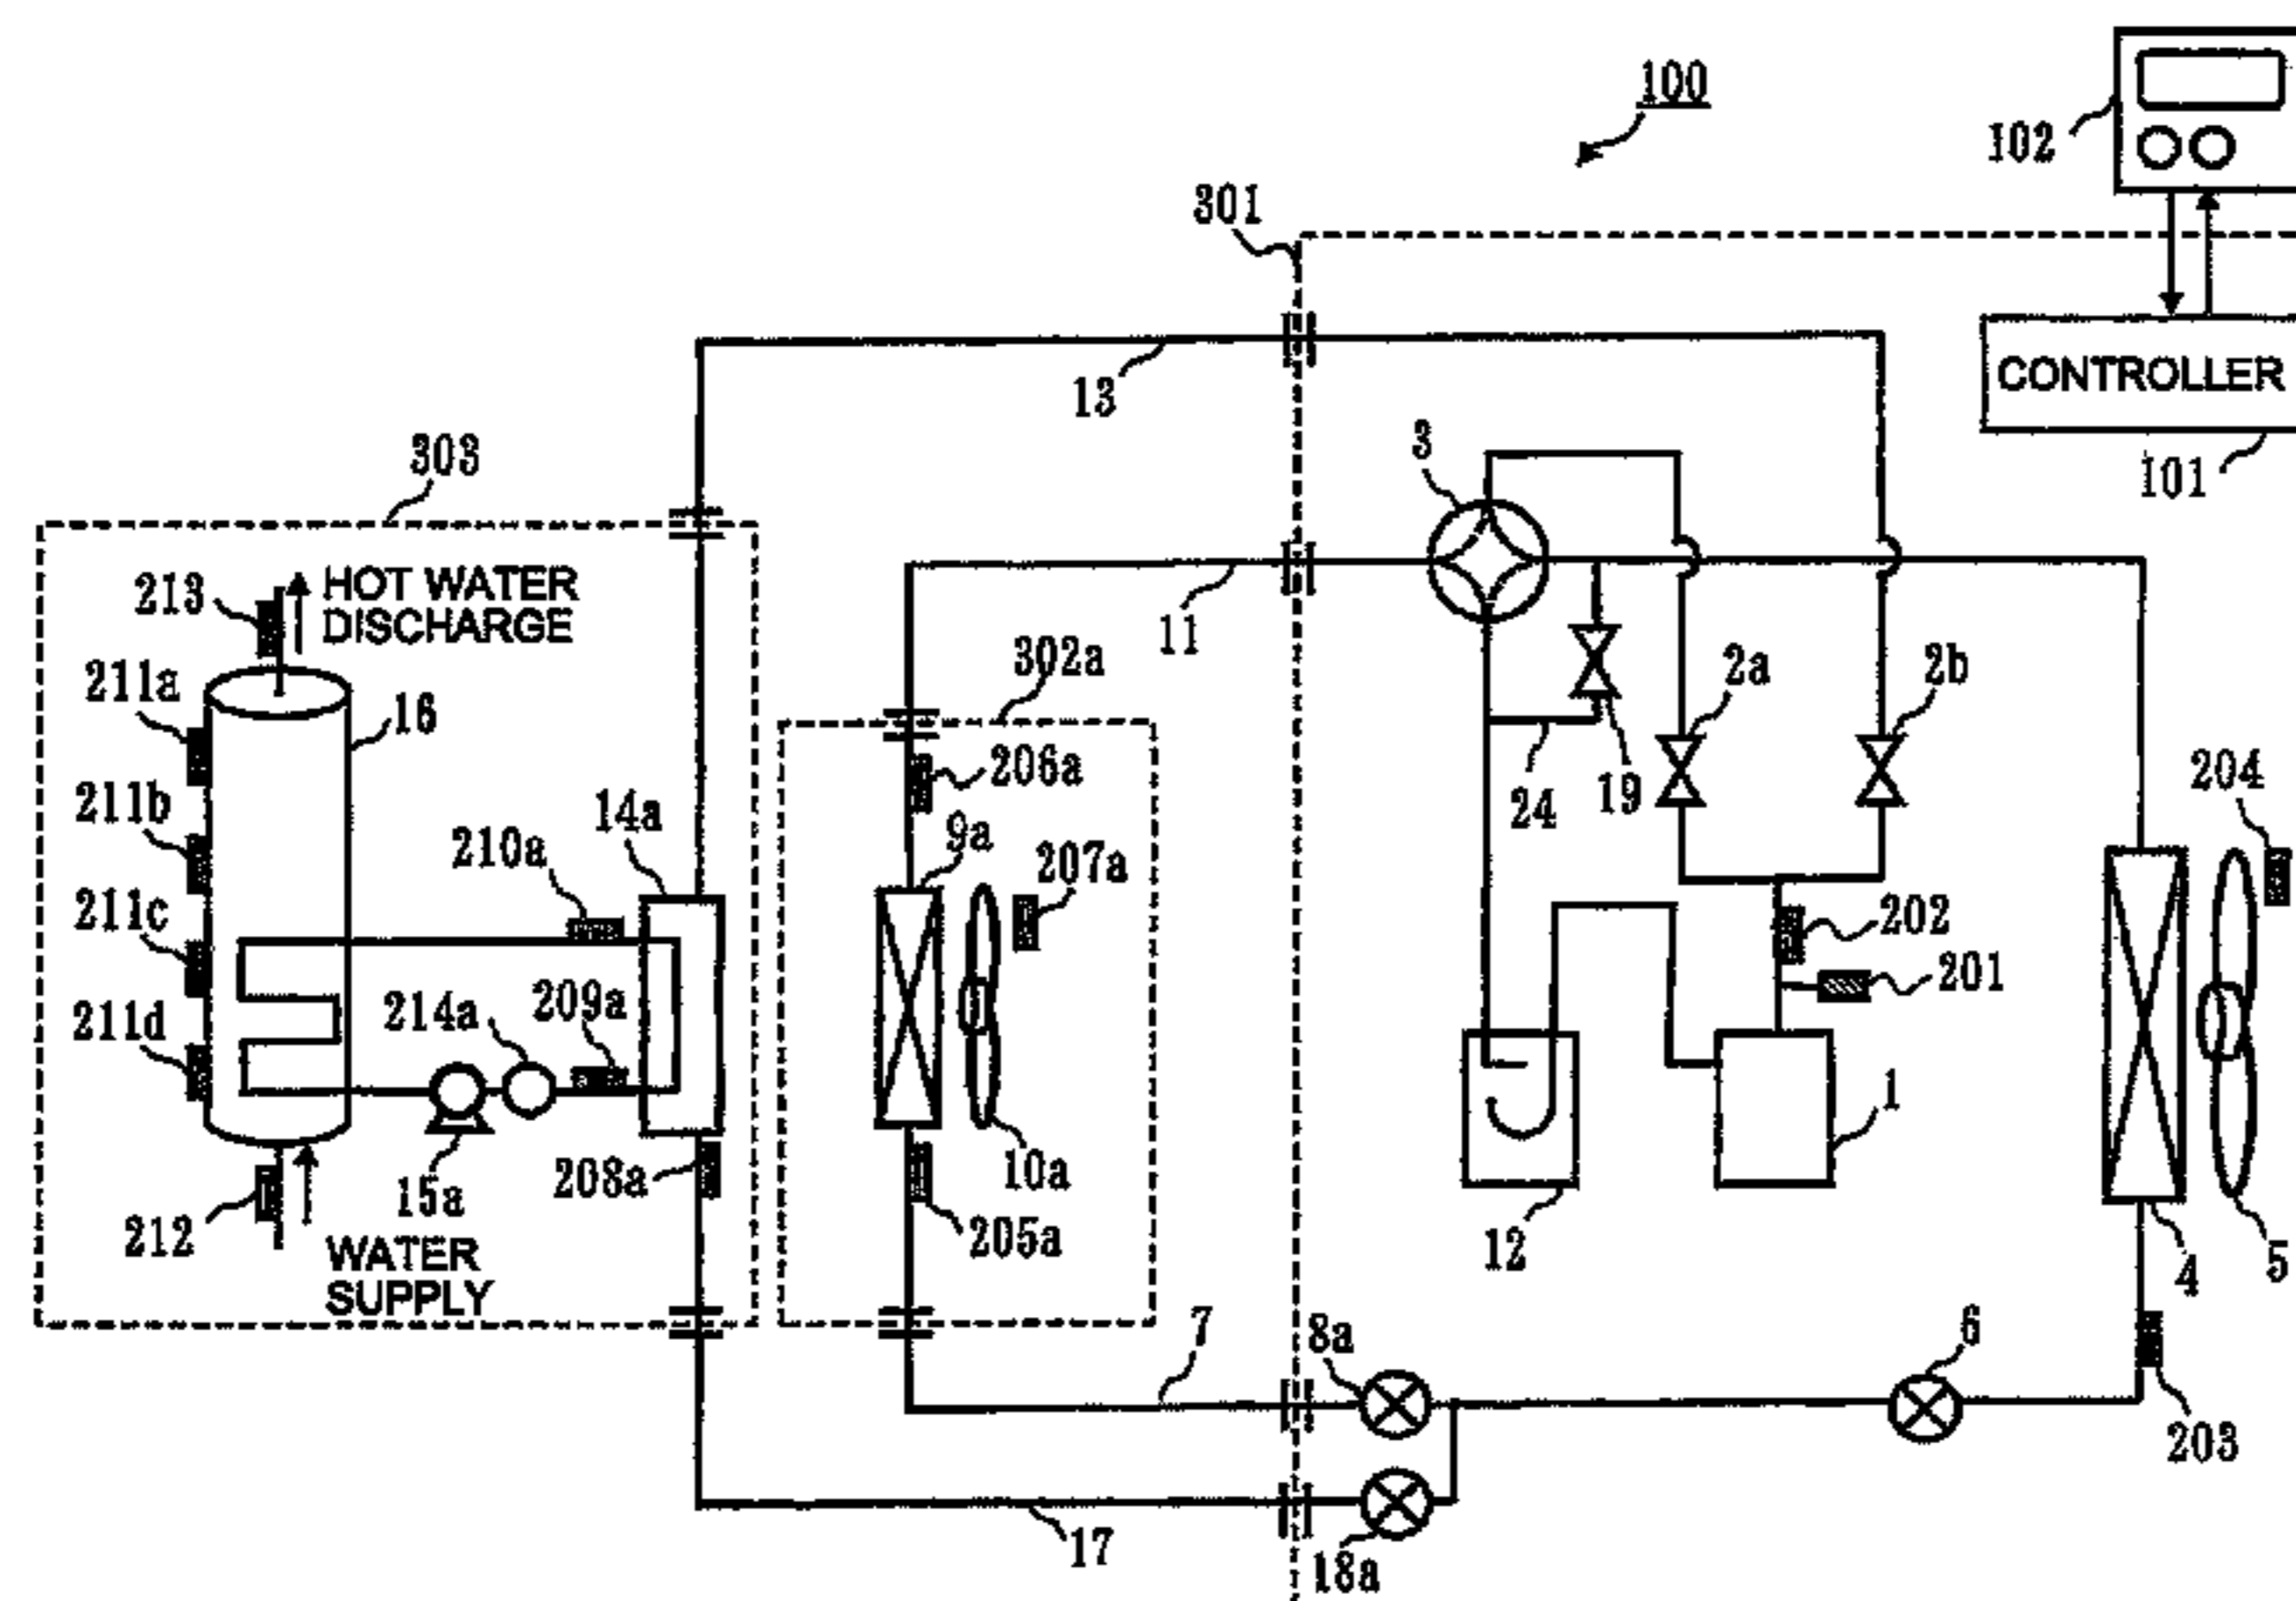 100
102
301
CONTROLLER
13
3
101
303
213
HOT WATER
DISCHARGE
11
302a
2a
2b
211a
16
206a
19
204
211b
14a
24
210a
9a
207a
211c
202
201
211d
214a
209a
1
208a
10a
15a
212
205a
12
4
5
WATER
SUPPLY
7
8a
6
203
17
18a